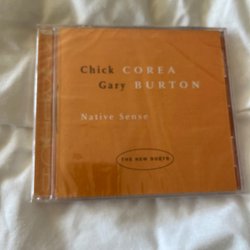 Chick COREA
Gary BURTON
Native Sense
THE NEW DUETS